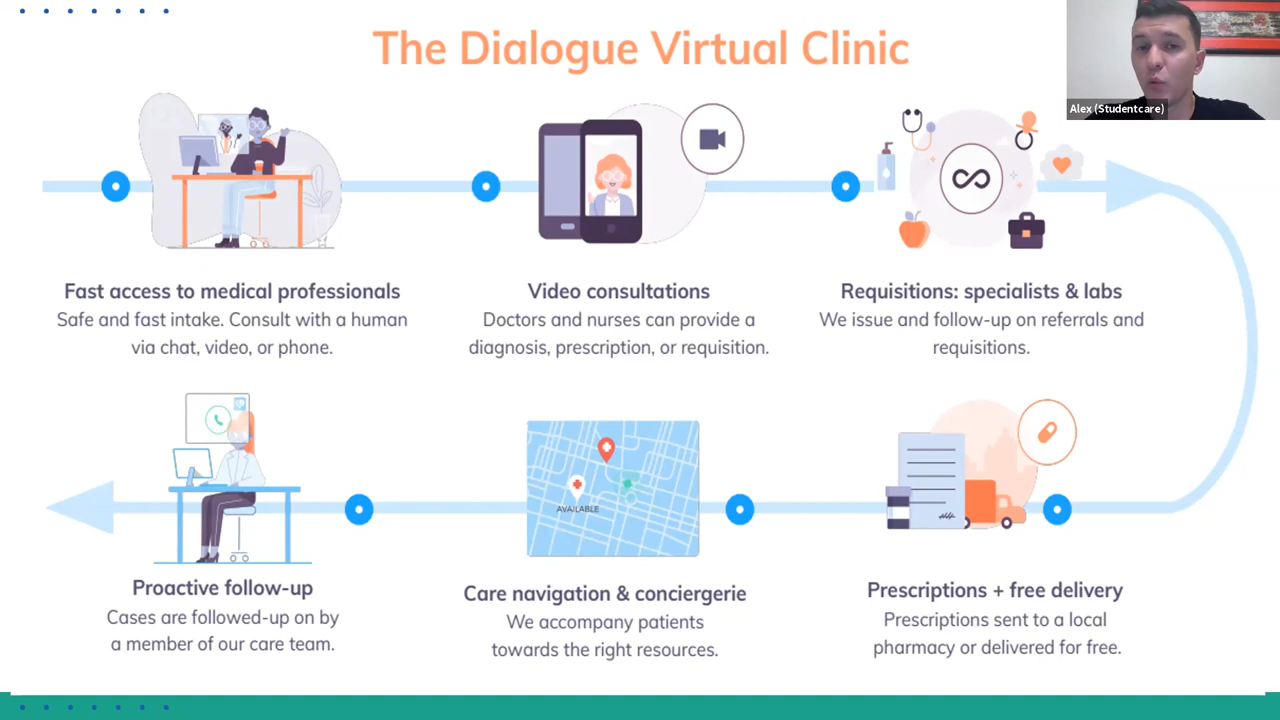 The Dialogue Virtual Clinic
Alex (Studentcare)
Fast access to medical professionals
Safe and fast intake. Consult with a human
via chat, video, or phone.
Video consultations
Doctors and nurses can provide a
diagnosis, prescription, or requisition.
Requisitions: specialists & labs
We issue and follow-up on referrals and
requisitions.
AVAILABLE
Proactive follow-up
Cases are followed-up on by
a member of our care team.
Care navigation & conciergerie
We accompany patients
towards the right resources.
Prescriptions + free delivery
Prescriptions sent to a local
pharmacy or delivered for free.